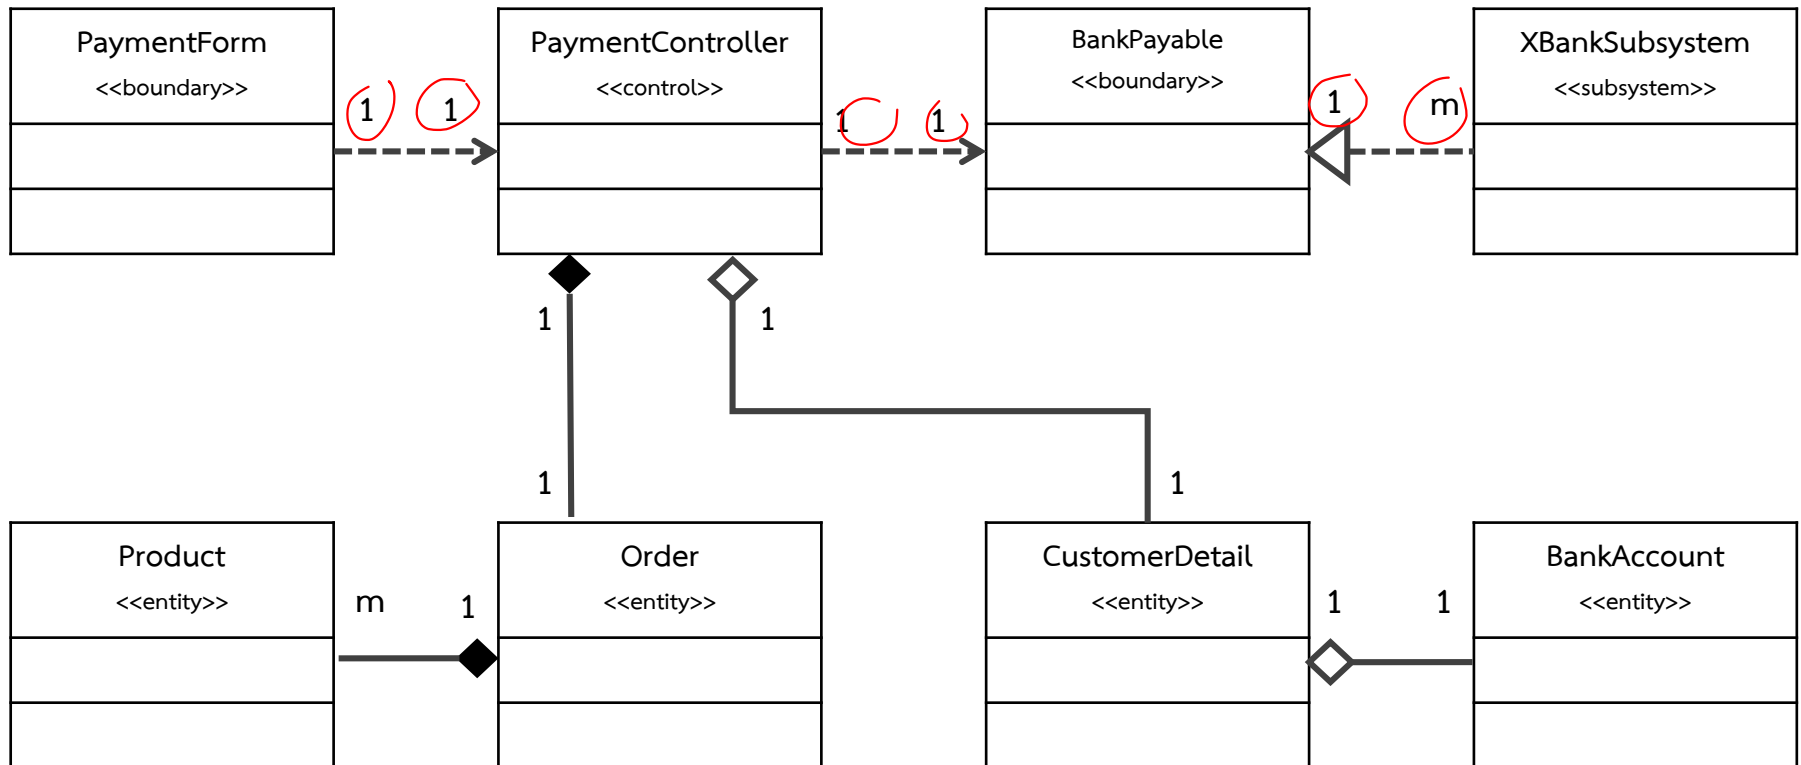 PaymentForm
<<boundary>>
1 1
PaymentController
<<control>>
1 1
BankPayable
<<boundary>>
1 m
XBankSubsystem
<<subsystem>>
1 1
1 1
Product
<<entity>>
m 1
Order
<<entity>>
CustomerDetail
<<entity>>
1 1
BankAccount
<<entity>>